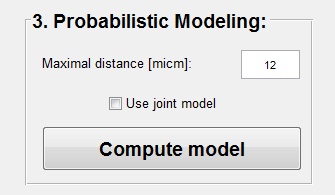 3. Probabilistic Modeling:
Maximal distance [micm]: 12
Use joint model
Compute model